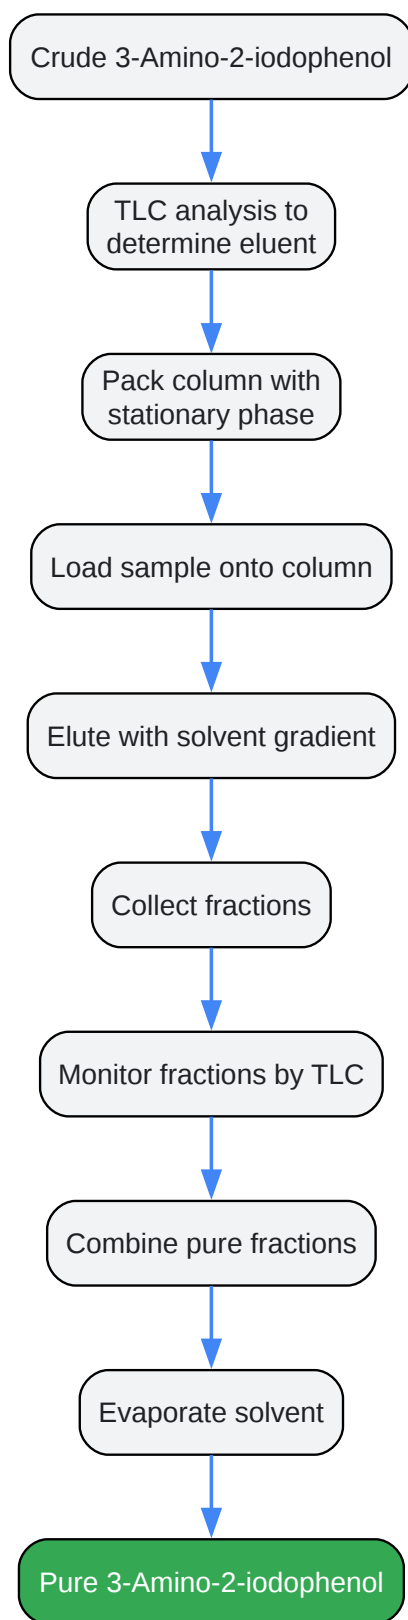 Crude 3-Amino-2-iodophenol
TLC analysis to
determine eluent
Pack column with
stationary phase
Load sample onto column
Elute with solvent gradient
Collect fractions
Monitor fractions by TLC
Combine pure fractions
Evaporate solvent
Pure 3-Amino-2-iodophenol